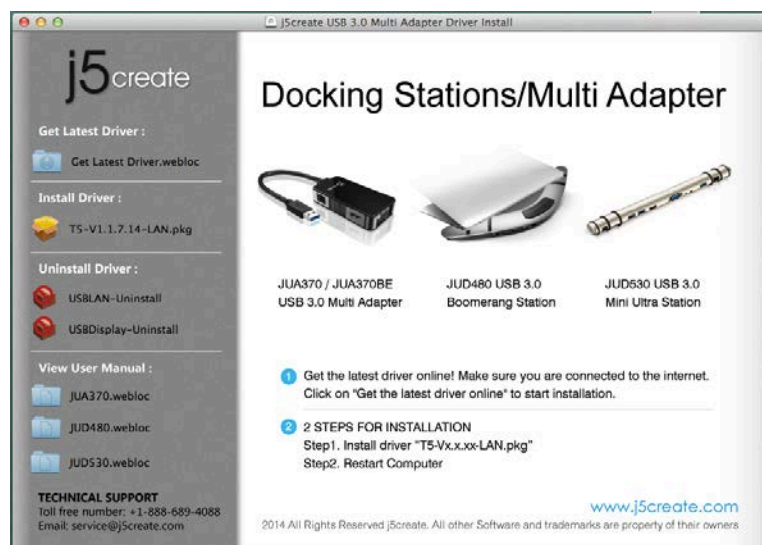 j5create USB 3.0 Multi Adapter Driver Install
j5create
Get Latest Driver :
Get Latest Driver.webloc
Install Driver :
T5-V1.1.7.14-LAN.pkg
Uninstall Driver :
USBLAN-Uninstall
USBDisplay-Uninstall
View User Manual :
JUA370.webloc
JUD480.webloc
JUD530.webloc
TECHNICAL SUPPORT
Toll free number: +1-888-689-4088
Email: service@j5create.com
Docking Stations/Multi Adapter
JUA370 / JUA370BE
USB 3.0 Multi Adapter
JUD480 USB 3.0
Boomerang Station
JUD530 USB 3.0
Mini Ultra Station
1 Get the latest driver online! Make sure you are connected to the internet.
Click on "Get the latest driver online" to start installation.
2 2 STEPS FOR INSTALLATION
Step1. Install driver "T5-Vx.x.xx-LAN.pkg"
Step2. Restart Computer
www.j5create.com
2014 All Rights Reserved j5create. All other Software and trademarks are property of their owners